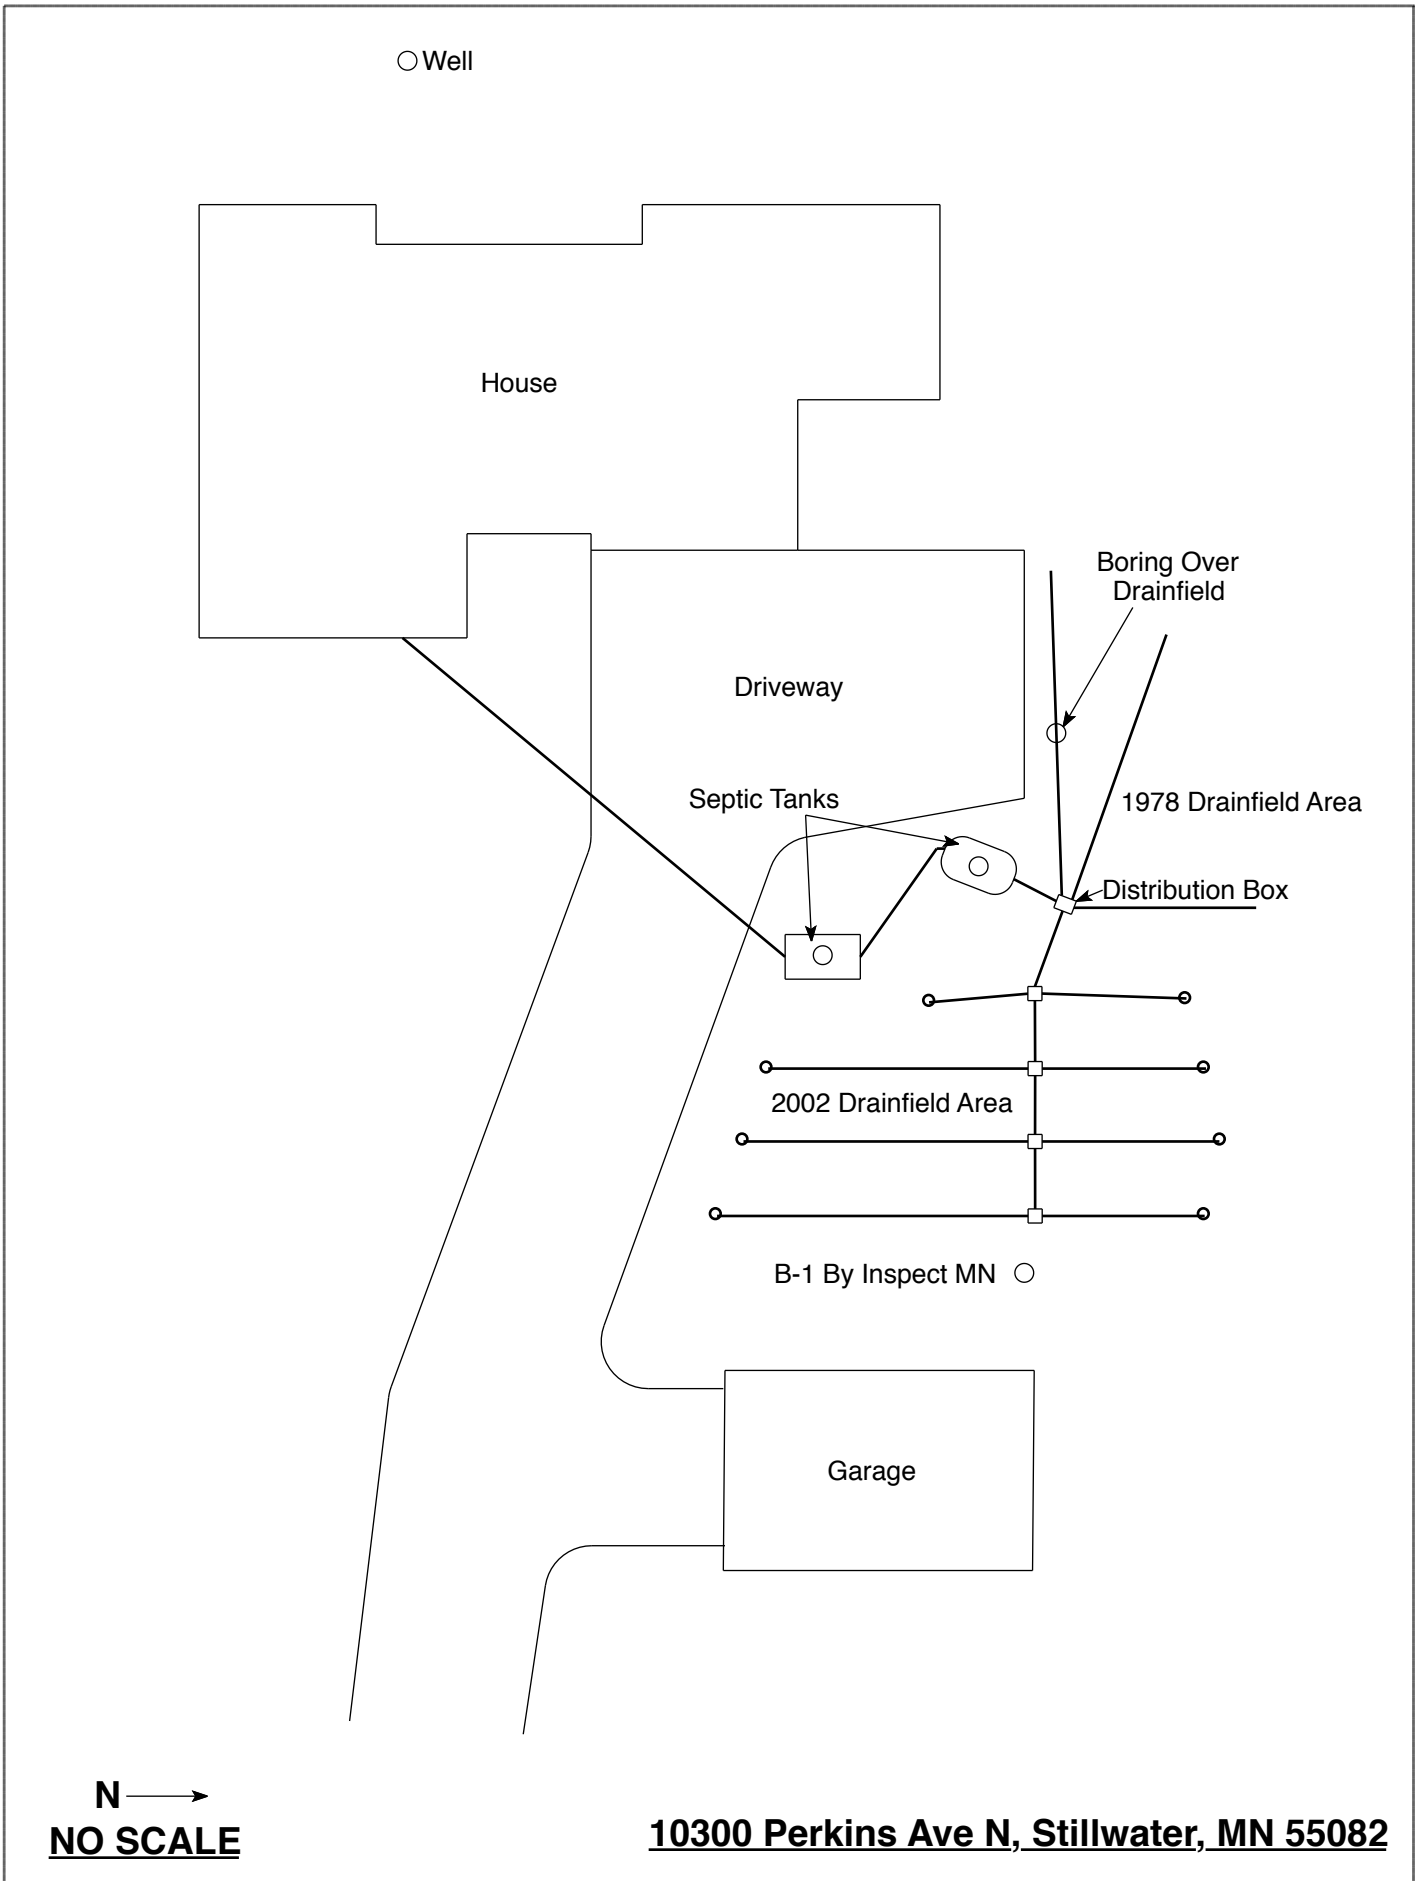 Well
House
Boring Over
Drainfield
Driveway
Septic Tanks
1978 Drainfield Area
Distribution Box
2002 Drainfield Area
B-1 By Inspect MN
Garage
N
NO SCALE
10300 Perkins Ave N, Stillwater, MN 55082